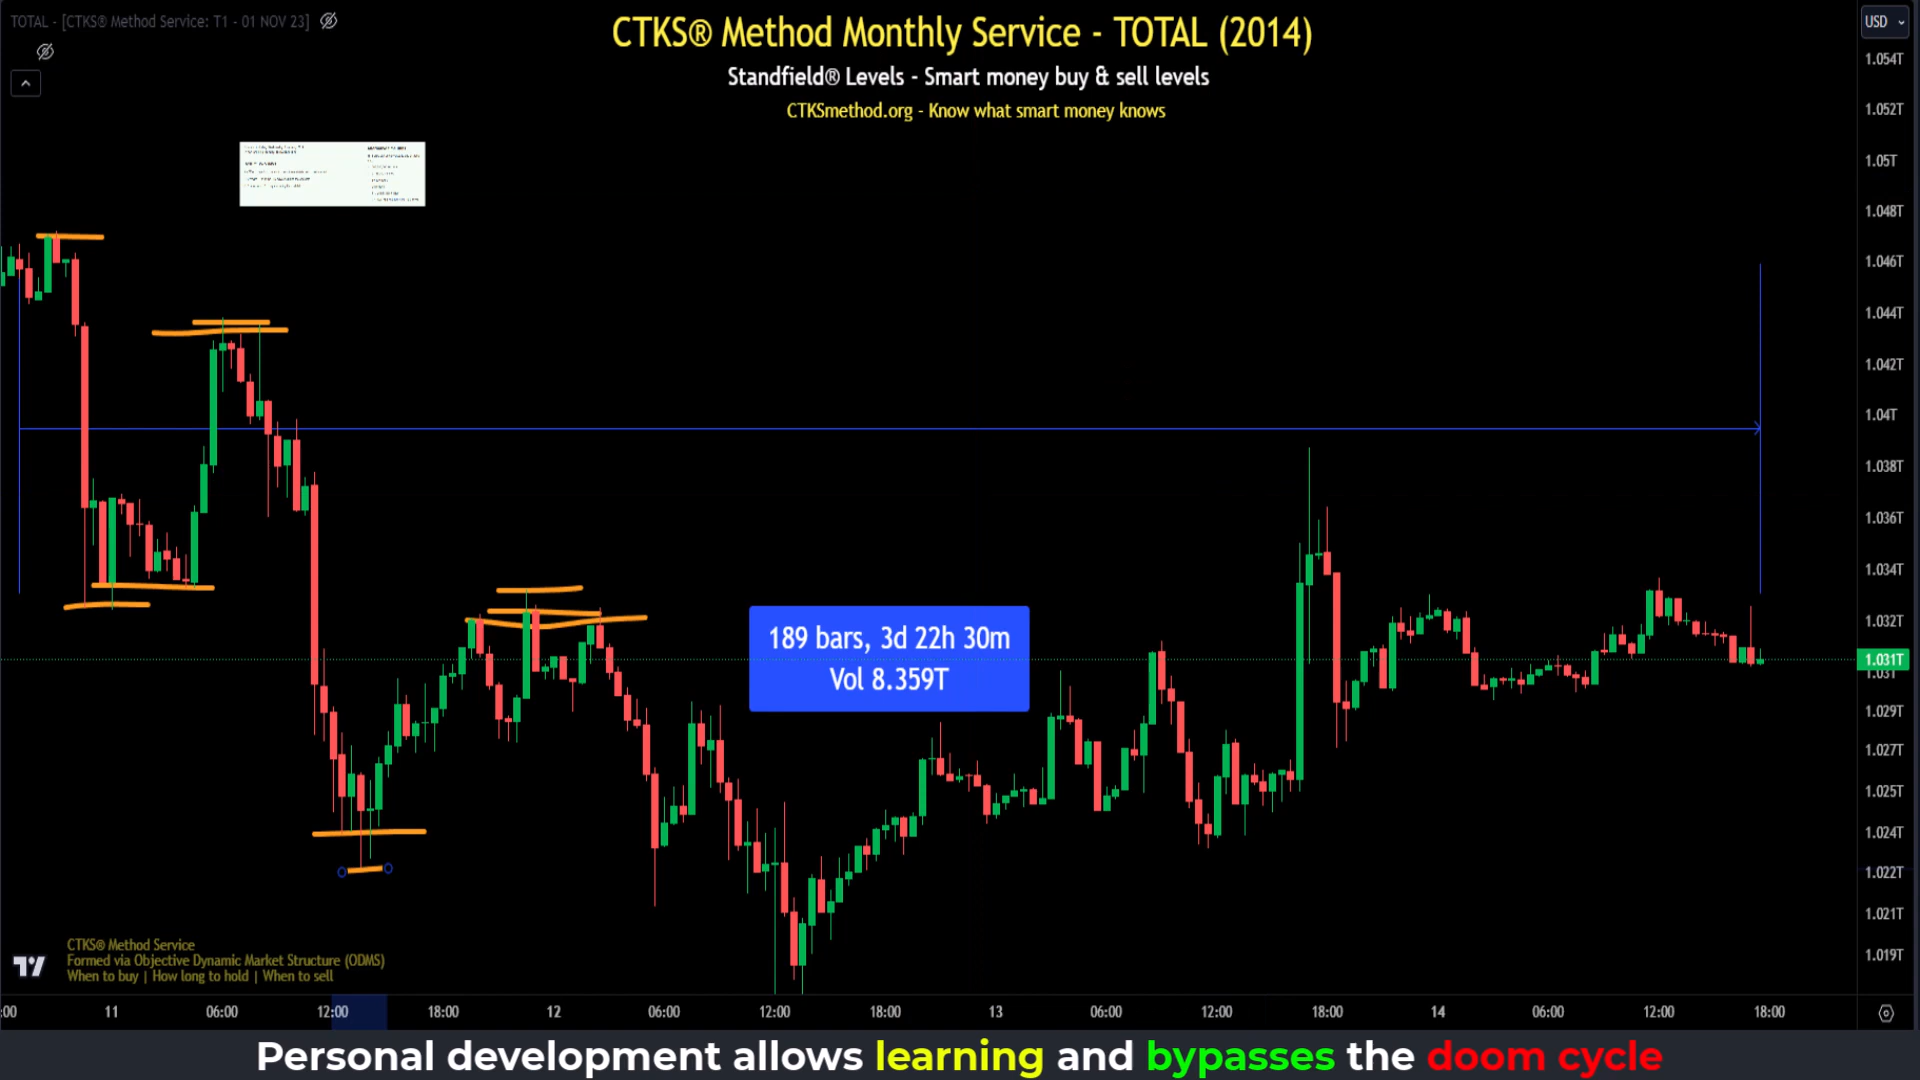 TOTAL - [CTKS® Method Service: T1 - 01 NOV 23]
CTKS® Method Monthly Service - TOTAL (2014)
Standfield® Levels - Smart money buy & sell levels
CTKSmethod.org - Know what smart money knows
USD
1.054T
1.052T
1.05T
1.048T
1.046T
1.044T
1.042T
1.04T
1.038T
1.036T
1.034T
1.032T
1.031T
1.031T
1.029T
1.027T
1.025T
1.024T
1.022T
1.021T
1.019T
189 bars, 3d 22h 30m
Vol 8.359T
CTKS® Method Service
Formed via Objective Dynamic Market Structure (ODMS)
When to buy | How long to hold | When to sell
:00 11 06:00 12:00 18:00 12 06:00 12:00 18:00 13 06:00 12:00 18:00 14 06:00 12:00 18:00
Personal development allows learning and bypasses the doom cycle